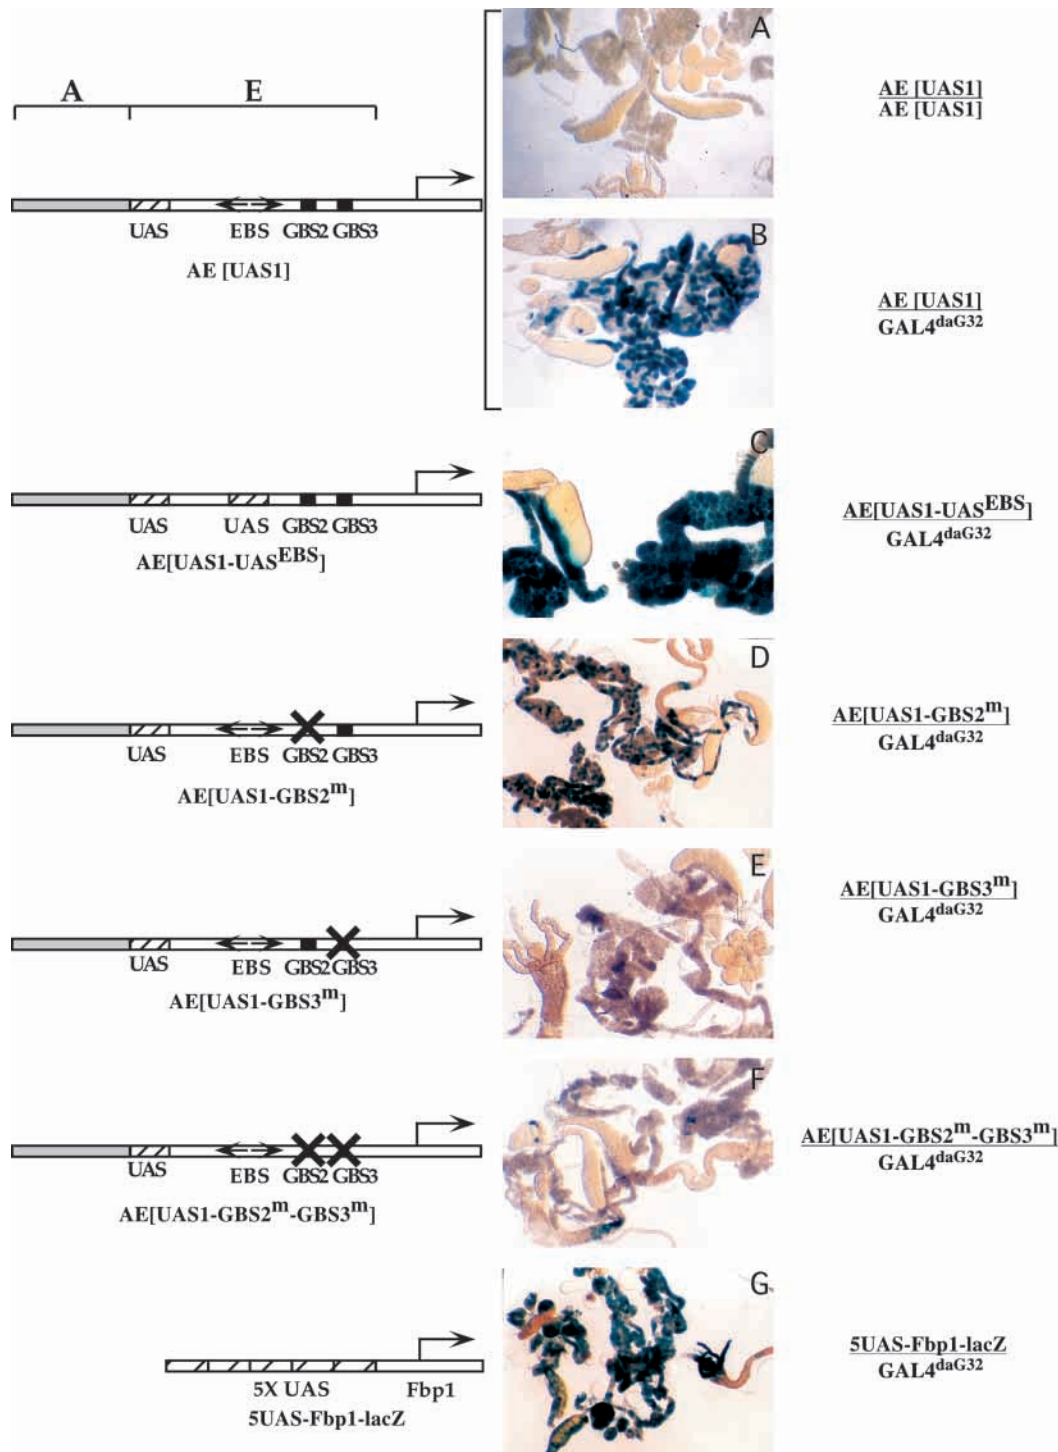 A E
UAS EBS GBS2 GBS3
AE [UAS1]
A
AE [UAS1]
AE [UAS1]
B
AE [UAS1]
GAL4daG32
UAS UAS GBS2 GBS3
AE[UAS1-UASEBS]
C
AE[UAS1-UASEBS]
GAL4daG32
UAS EBS GBS2 GBS3
AE[UAS1-GBS2m]
D
AE[UAS1-GBS2m]
GAL4daG32
UAS EBS GBS2 GBS3
AE[UAS1-GBS3m]
E
AE[UAS1-GBS3m]
GAL4daG32
UAS EBS GBS2 GBS3
AE[UAS1-GBS2m-GBS3m]
F
AE[UAS1-GBS2m-GBS3m]
GAL4daG32
5X UAS Fbp1
5UAS-Fbp1-lacZ
G
5UAS-Fbp1-lacZ
GAL4daG32